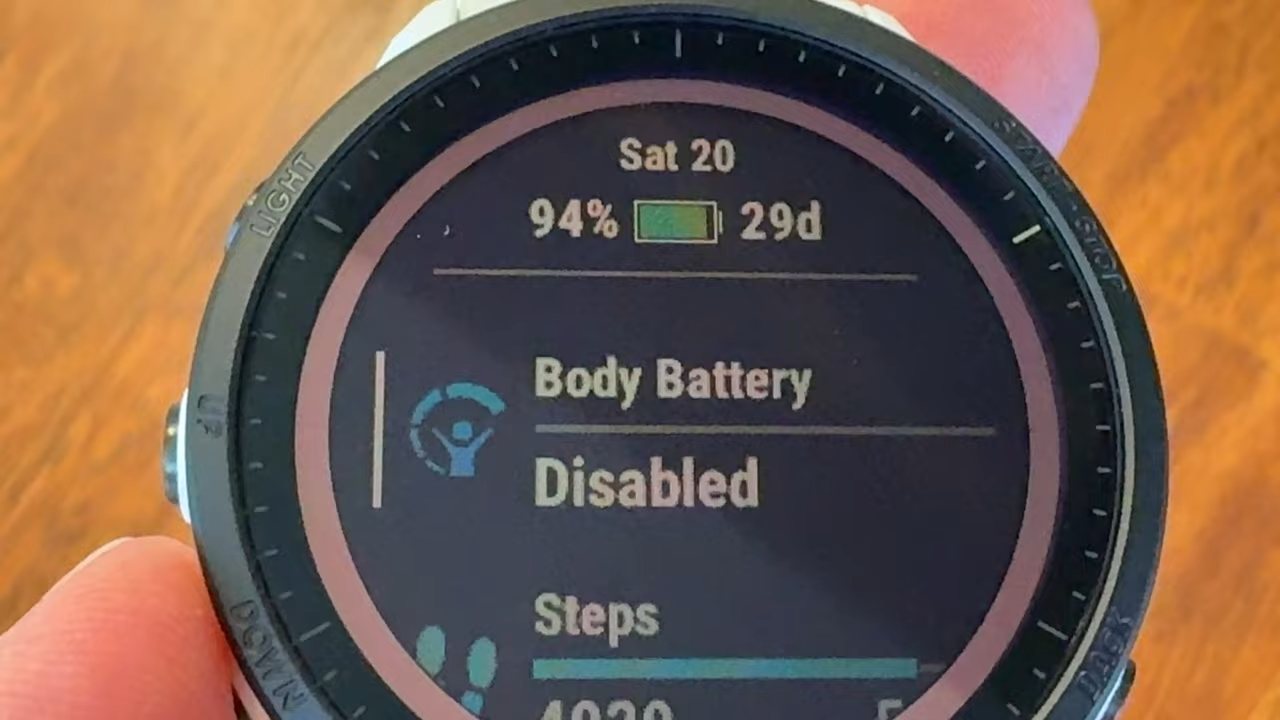 Sat 20
94% 29d
Body Battery
Disabled
Steps
LIGHT
START·STOP
UP
DOWN
BACK